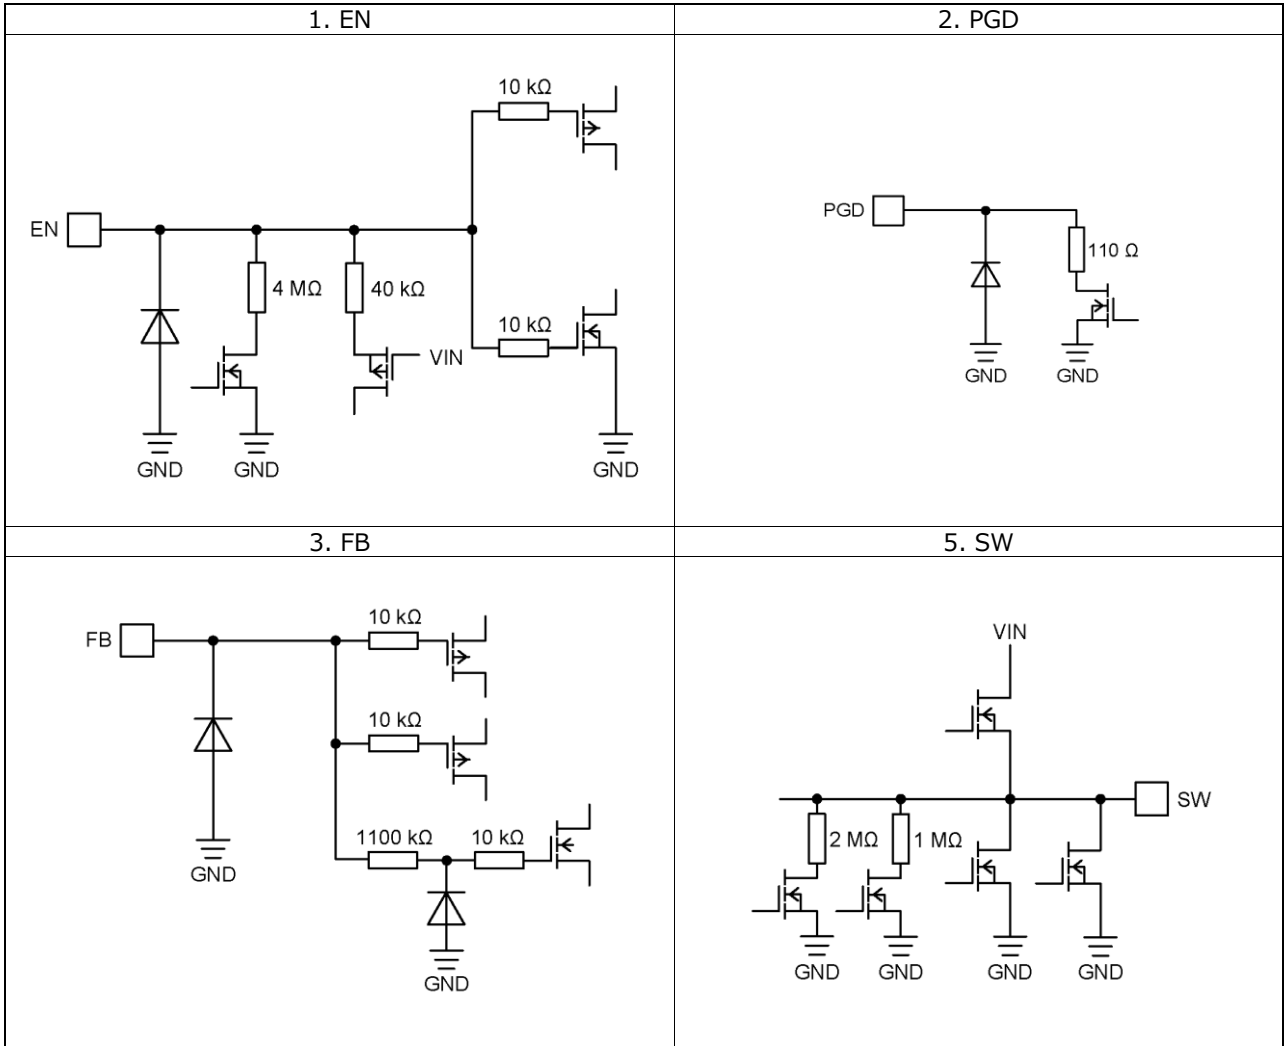 1. EN
2. PGD
10 kΩ
EN
4 MΩ
40 kΩ
10 kΩ
VIN
GND
GND
GND
PGD
110 Ω
GND
GND
3. FB
5. SW
FB
10 kΩ
10 kΩ
1100 kΩ
10 kΩ
GND
GND
VIN
SW
2 MΩ
1 MΩ
GND
GND
GND
GND